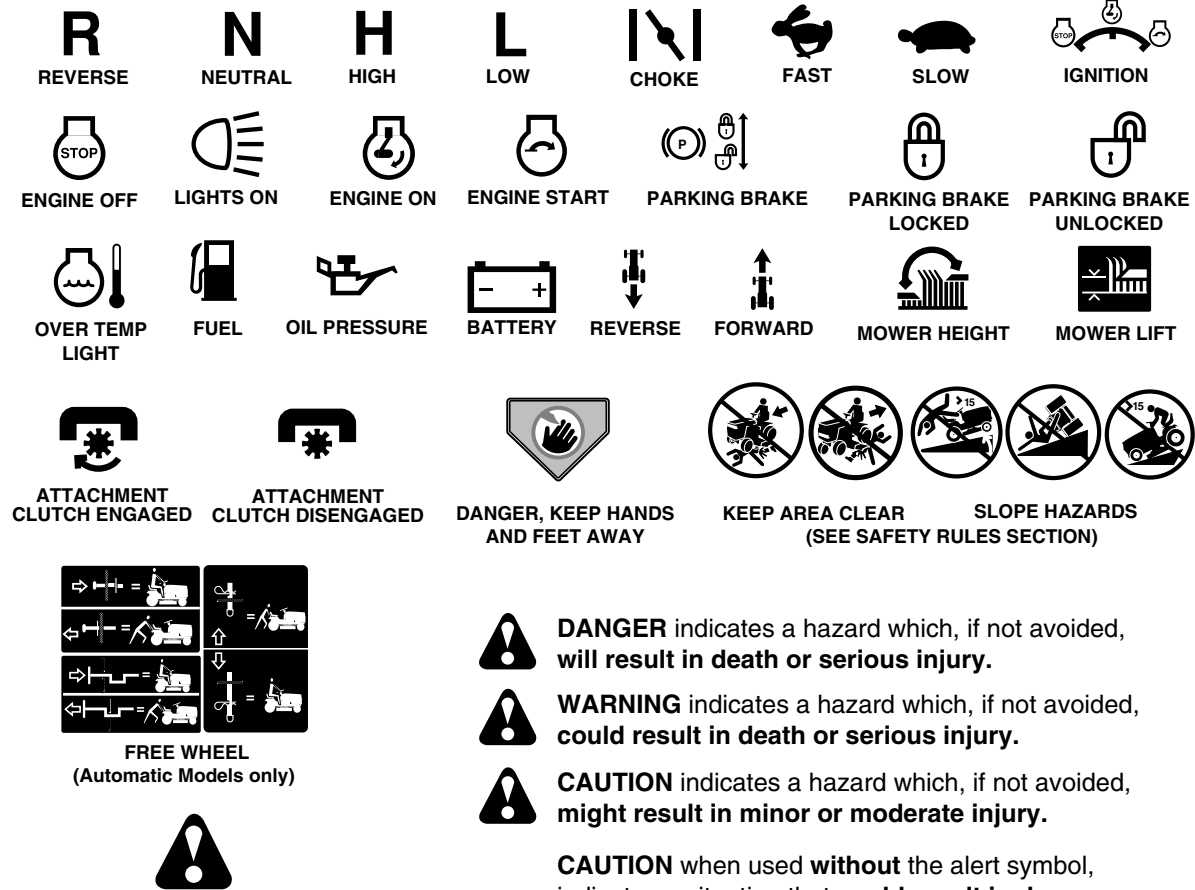 R N H L
REVERSE NEUTRAL HIGH LOW CHOKE FAST SLOW IGNITION
STOP
STOP
P
ENGINE OFF LIGHTS ON ENGINE ON ENGINE START PARKING BRAKE PARKING BRAKE LOCKED PARKING BRAKE UNLOCKED
OVER TEMP LIGHT FUEL OIL PRESSURE BATTERY REVERSE FORWARD MOWER HEIGHT MOWER LIFT
15
15
ATTACHMENT
CLUTCH ENGAGED
ATTACHMENT
CLUTCH DISENGAGED
DANGER, KEEP HANDS
AND FEET AWAY
KEEP AREA CLEAR
SLOPE HAZARDS
(SEE SAFETY RULES SECTION)
FREE WHEEL
(Automatic Models only)
DANGER indicates a hazard which, if not avoided,
will result in death or serious injury.
WARNING indicates a hazard which, if not avoided,
could result in death or serious injury.
CAUTION indicates a hazard which, if not avoided,
might result in minor or moderate injury.
CAUTION when used without the alert symbol,